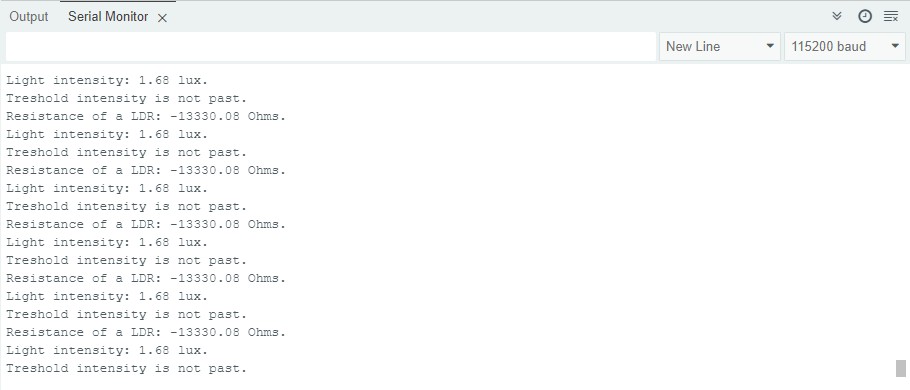 Output Serial Monitor
New Line 115200 baud
Light intensity: 1.68 lux.
Treshold intensity is not past.
Resistance of a LDR: -13330.08 Ohms.
Light intensity: 1.68 lux.
Treshold intensity is not past.
Resistance of a LDR: -13330.08 Ohms.
Light intensity: 1.68 lux.
Treshold intensity is not past.
Resistance of a LDR: -13330.08 Ohms.
Light intensity: 1.68 lux.
Treshold intensity is not past.
Resistance of a LDR: -13330.08 Ohms.
Light intensity: 1.68 lux.
Treshold intensity is not past.
Resistance of a LDR: -13330.08 Ohms.
Light intensity: 1.68 lux.
Treshold intensity is not past.